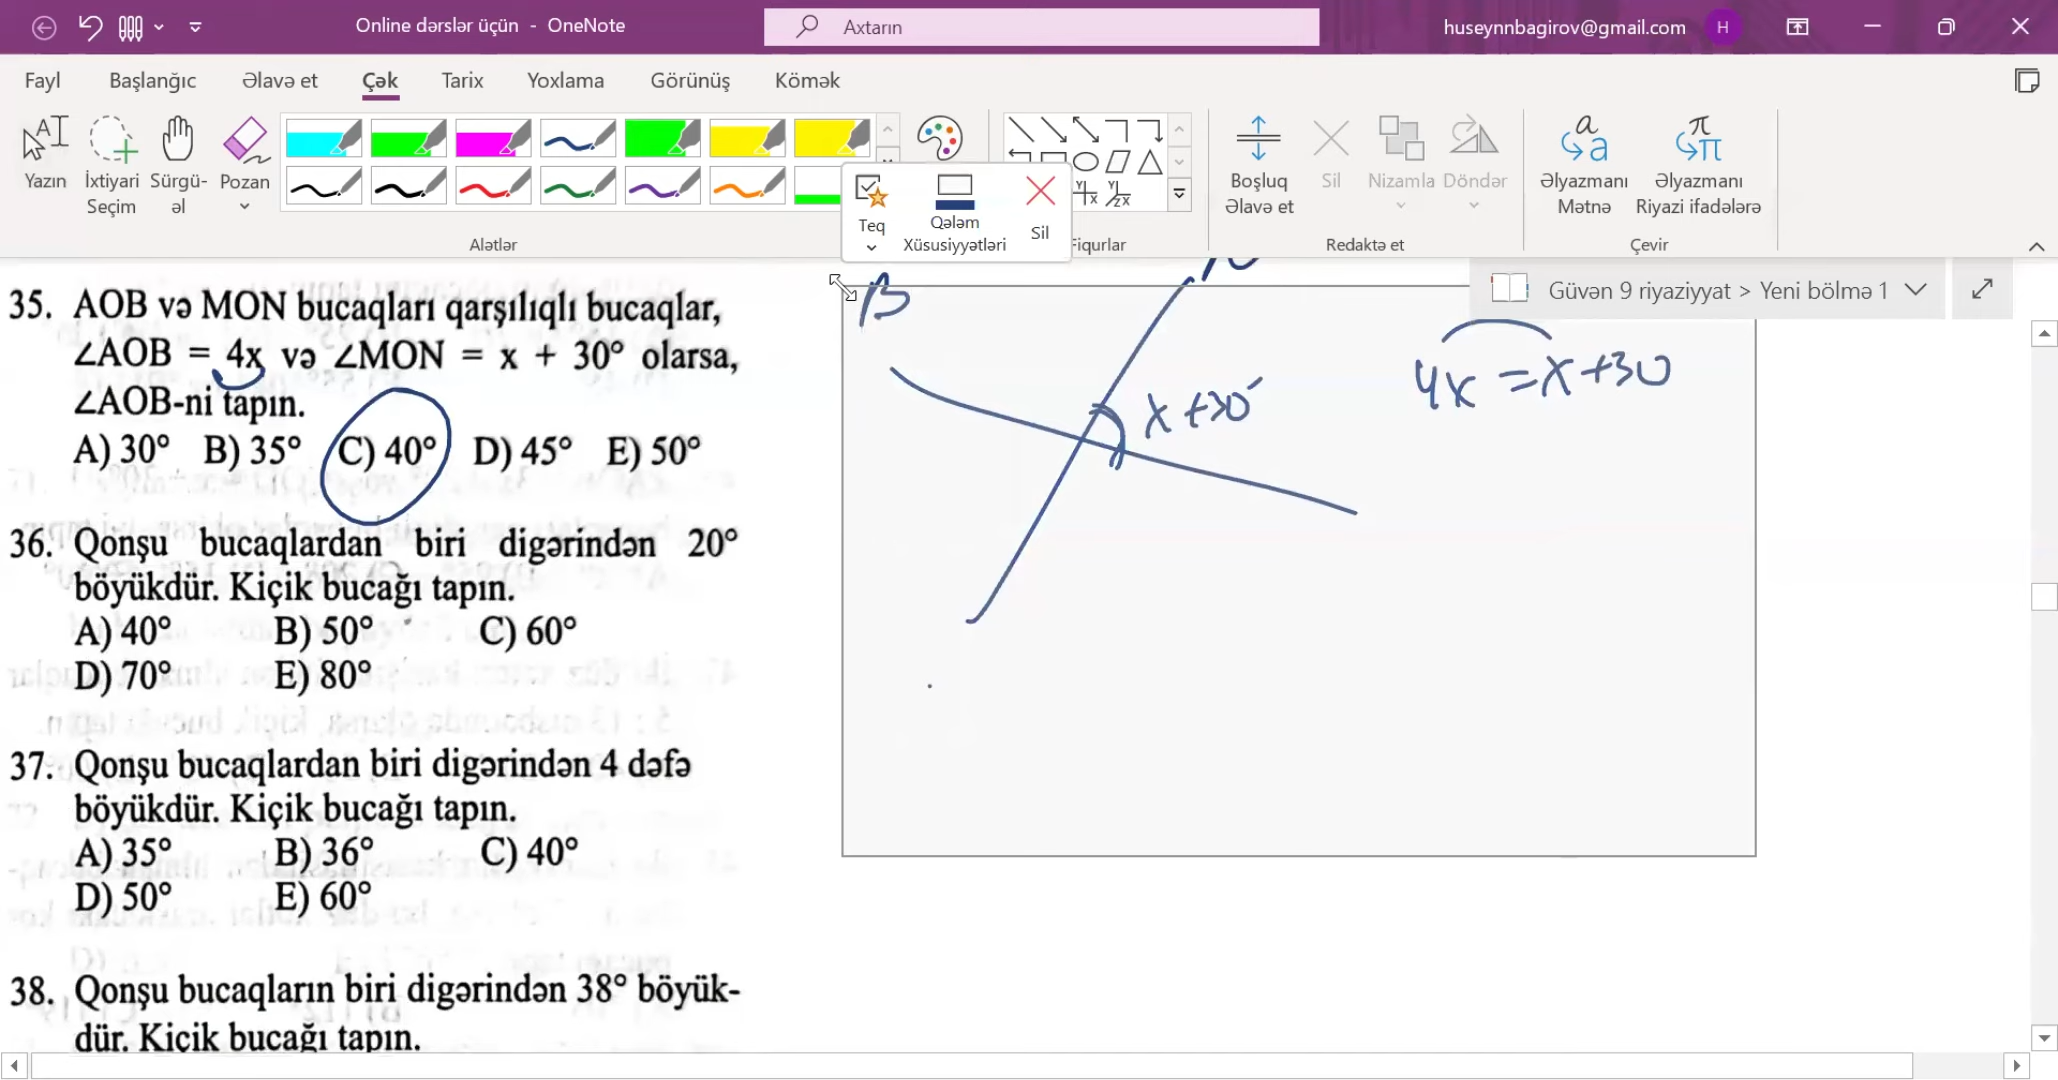 Online dərslər üçün - OneNote
Axtarın
huseynnbagirov@gmail.com H
Fayl Başlanğıc Əlavə et Çək Tarix Yoxlama Görünüş Kömək
Yazın
İxtiyari Seçim
Sürgü-əl
Pozan
Alətlər
Teq
Qələm Xüsusiyyətləri
Sil
Fiqurlar
Boşluq Əlavə et
Sil
Nizamla
Döndər
Redaktə et
Əlyazmanı Mətnə
Əlyazmanı Riyazi ifadələrə
Çevir
Güvən 9 riyaziyyat > Yeni bölmə 1
35. AOB və MON bucaqları qarşılıqlı bucaqlar,
∠AOB = 4x və ∠MON = x + 30° olarsa,
∠AOB-ni tapın.
A) 30° B) 35° C) 40° D) 45° E) 50°
36. Qonşu bucaqlardan biri digərindən 20°
böyükdür. Kiçik bucağı tapın.
A) 40° B) 50° C) 60°
D) 70° E) 80°
37. Qonşu bucaqlardan biri digərindən 4 dəfə
böyükdür. Kiçik bucağı tapın.
A) 35° B) 36° C) 40°
D) 50° E) 60°
38. Qonşu bucaqların biri digərindən 38° böyük-
dür. Kiçik bucağı tapın.
B
x+30°
4x=x+30